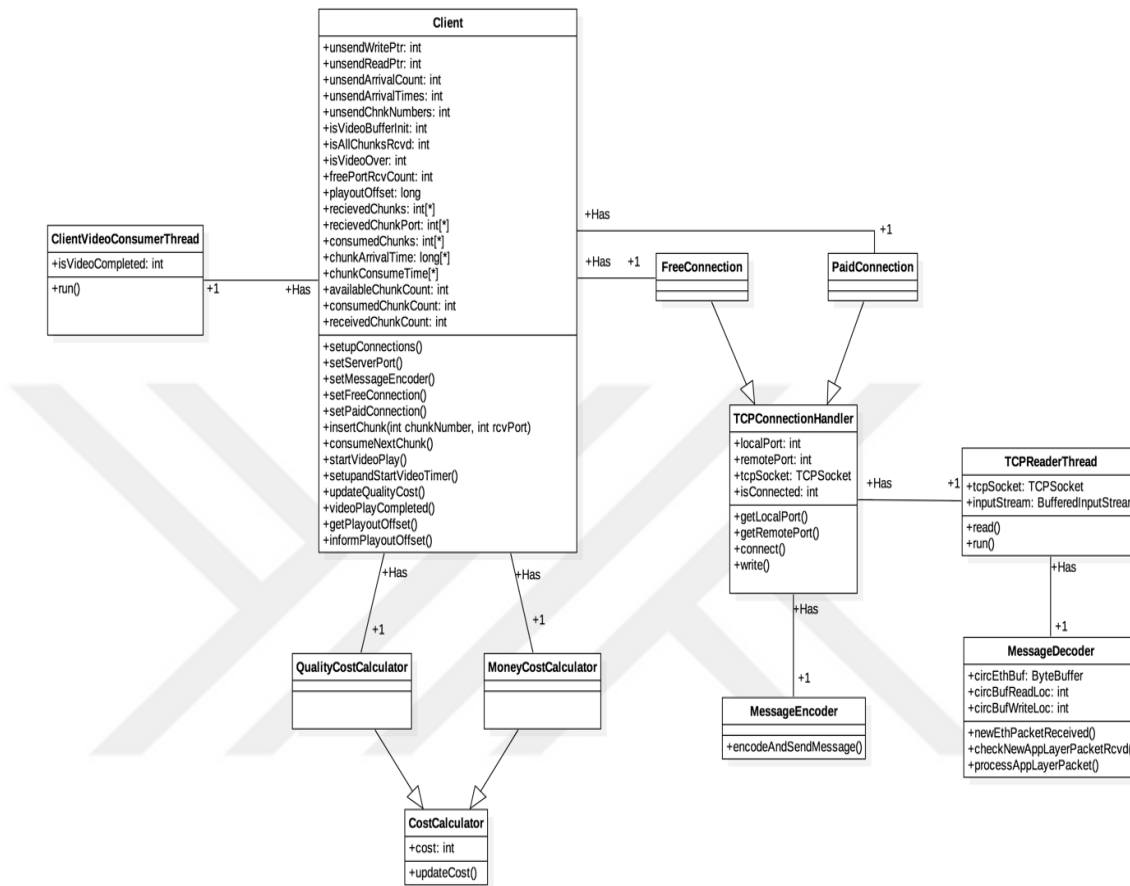 Client
+unsendWritePtr: int
+unsendReadPtr: int
+unsendArrivalCount: int
+unsendArrivalTimes: int
+unsendChnkNumbers: int
+isVideoBufferInit: int
+isAllChunksRcvd: int
+isVideoOver: int
+freePortRcvCount: int
+playoutOffset: long
+recievedChunks: int[*]
+recievedChunkPort: int[*]
+consumedChunks: int[*]
+chunkArrivalTime: long[*]
+chunkConsumeTime[*]
+availableChunkCount: int
+consumedChunkCount: int
+receivedChunkCount: int
+setupConnections()
+setServerPort()
+setMessageEncoder()
+setFreeConnection()
+setPaidConnection()
+insertChunk(int chunkNumber, int rcvPort)
+consumeNextChunk()
+startVideoPlay()
+setupandStartVideoTimer()
+updateQualityCost()
+videoPlayCompleted()
+getPlayoutOffset()
+informPlayoutOffset()
ClientVideoConsumerThread
+isVideoCompleted: int
+run()
+1
+Has
+Has
+1
+Has
+1
FreeConnection
PaidConnection
TCPConnectionHandler
+localPort: int
+remotePort: int
+tcpSocket: TCPSocket
+isConnected: int
+getLocalPort()
+getRemotePort()
+connect()
+write()
+Has
+1
TCPReaderThread
+tcpSocket: TCPSocket
+inputStream: BufferedInputStream
+read()
+run()
+Has
+1
MessageDecoder
+circEthBuf: ByteBuffer
+circBufReadLoc: int
+circBufWriteLoc: int
+newEthPacketReceived()
+checkNewAppLayerPacketRcvd(
+processAppLayerPacket()
+Has
+1
MessageEncoder
+encodeAndSendMessage()
+Has
+1
+Has
+1
QualityCostCalculator
MoneyCostCalculator
CostCalculator
+cost: int
+updateCost()